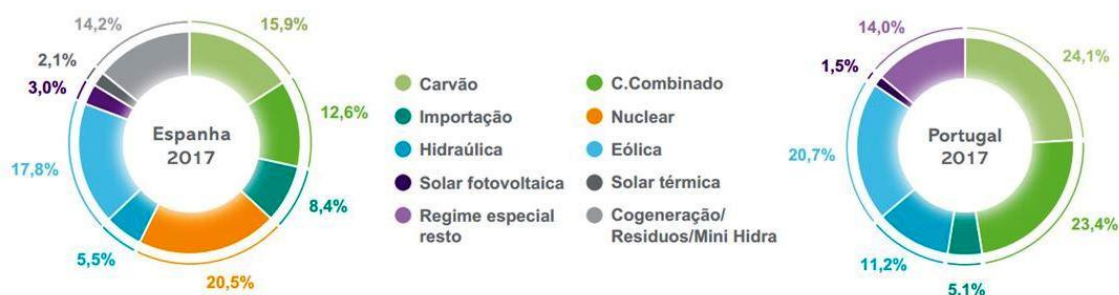 14,2%
15,9%
2,1%
3,0%
12,6%
17,8%
8,4%
5,5%
20,5%
Espanha
2017
Carvão
C.Combinado
Importação
Nuclear
Hidraúlica
Eólica
Solar fotovoltaica
Solar térmica
Regime especial
resto
Cogeneração/
Residuos/Mini Hidra
14,0%
24,1%
1,5%
20,7%
23,4%
11,2%
5,1%
Portugal
2017